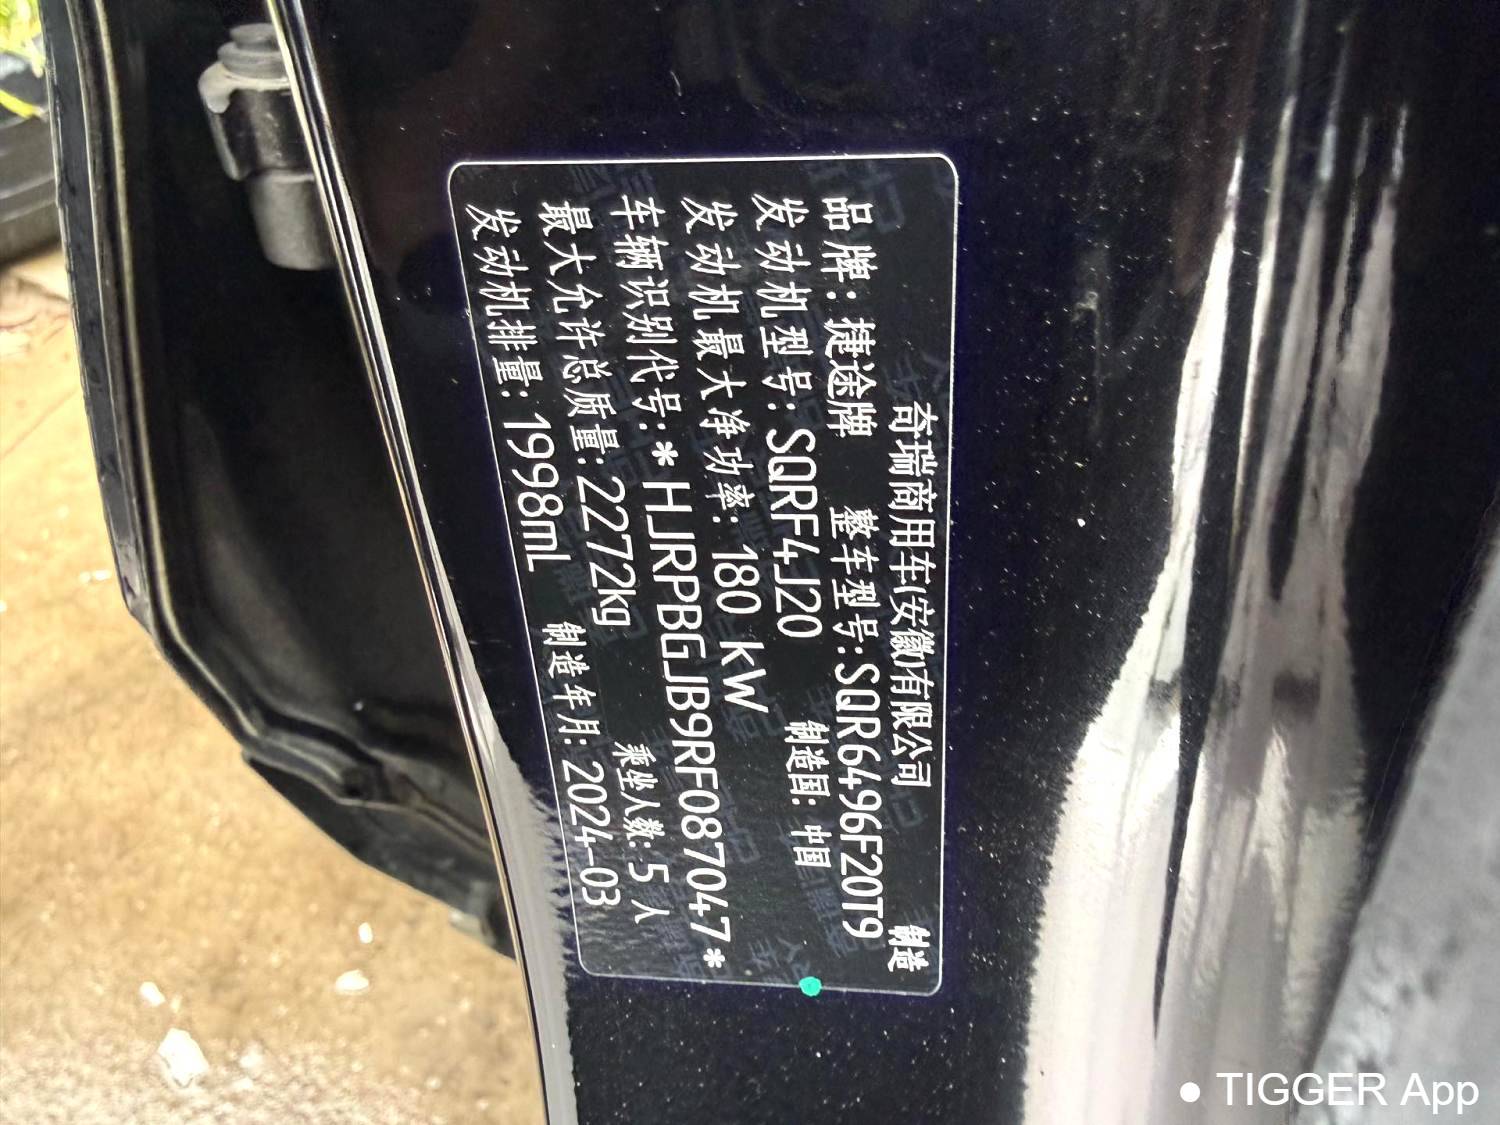 奇瑞商用车(安徽)有限公司 制造
品牌:捷途牌 整车型号:SQR6496F20T9
发动机型号:SQRF4J20 制造国:中国
发动机最大净功率:180 kW
车辆识别代号:*HJRPBGJB9RF087047*
最大允许总质量:2272kg 乘坐人数:5人
发动机排量:1998mL 制造年月:2024-03
TIGGER App